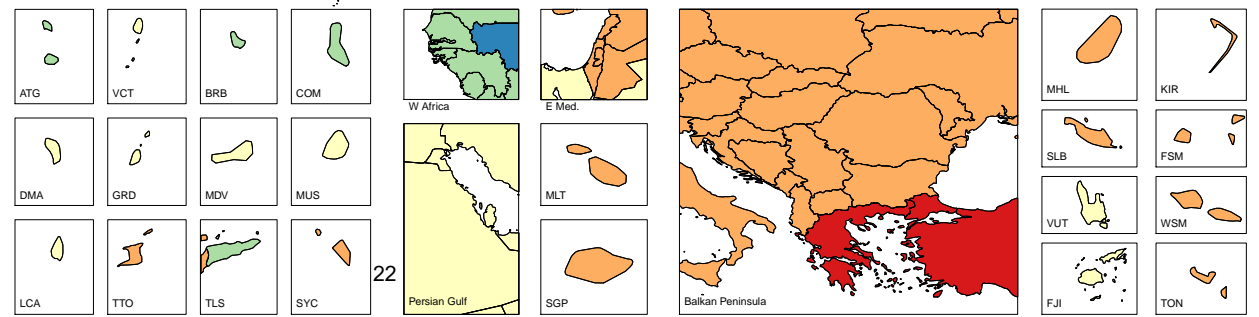 ATG
VCT
BRB
COM
W Africa
E Med.
MHL
KIR
DMA
GRD
MDV
MUS
MLT
SLB
FSM
VUT
WSM
LCA
TTO
TLS
SYC
22
Persian Gulf
SGP
Balkan Peninsula
FJI
TON